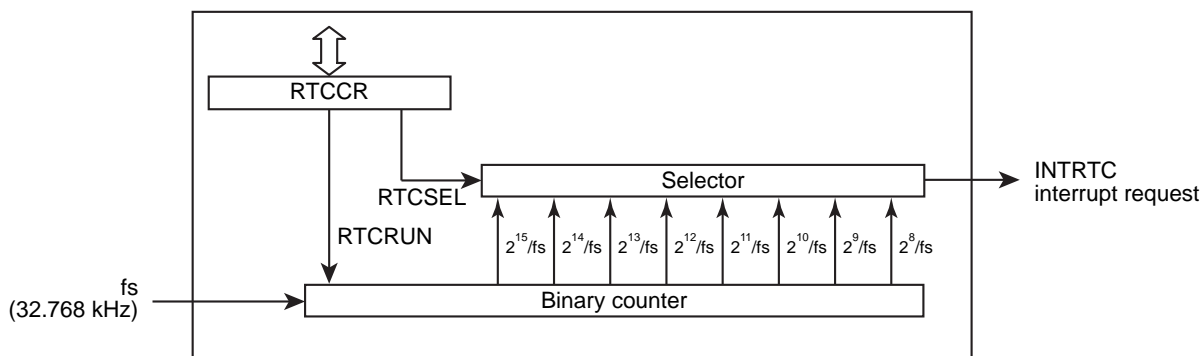 RTCCR
Selector
INTRTC
interrupt request
RTCSEL
RTCRUN
2^15/fs 2^14/fs 2^13/fs 2^12/fs 2^11/fs 2^10/fs 2^9/fs 2^8/fs
fs
(32.768 kHz)
Binary counter